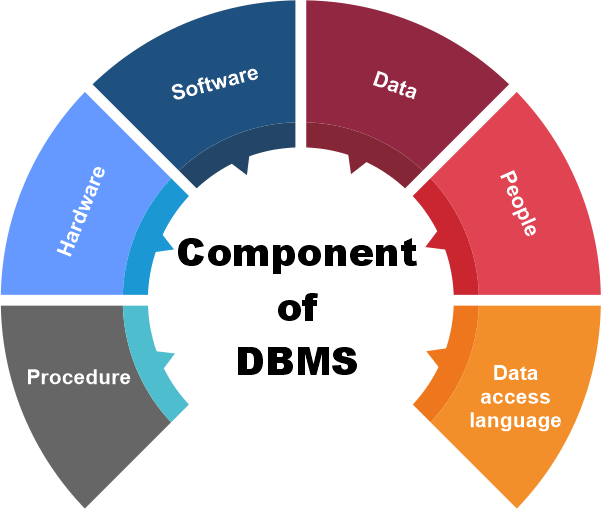 Software
Data
Hardware
People
Component
of
DBMS
Procedure
Data
access
language